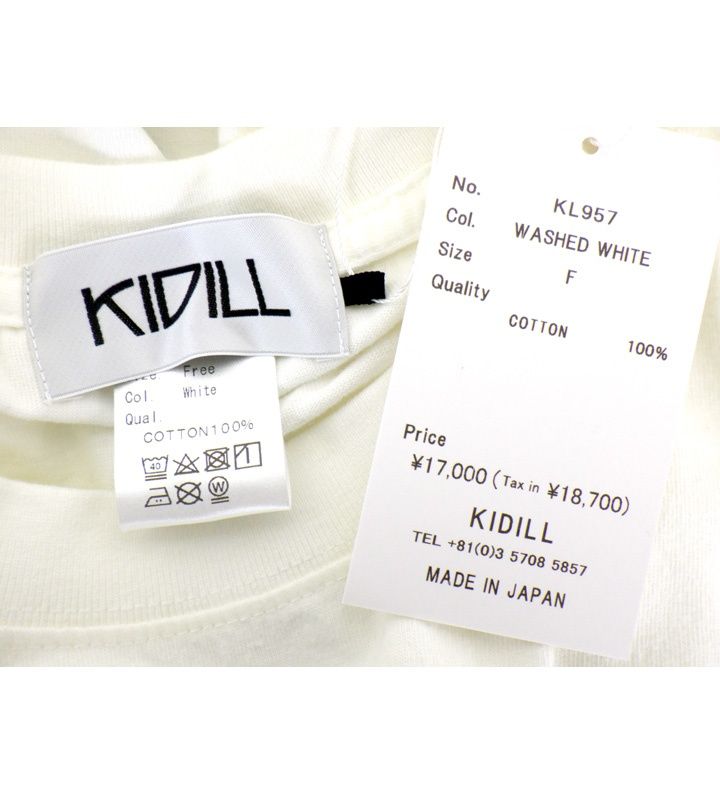 KIDILL
Size Free
Col. White
Qual.
COTTON100%
40
W
No. KL957
Col. WASHED WHITE
Size F
Quality
COTTON 100%
Price
¥17,000 (Tax in ¥18,700)
KIDILL
TEL +81(0)3 5708 5857
MADE IN JAPAN